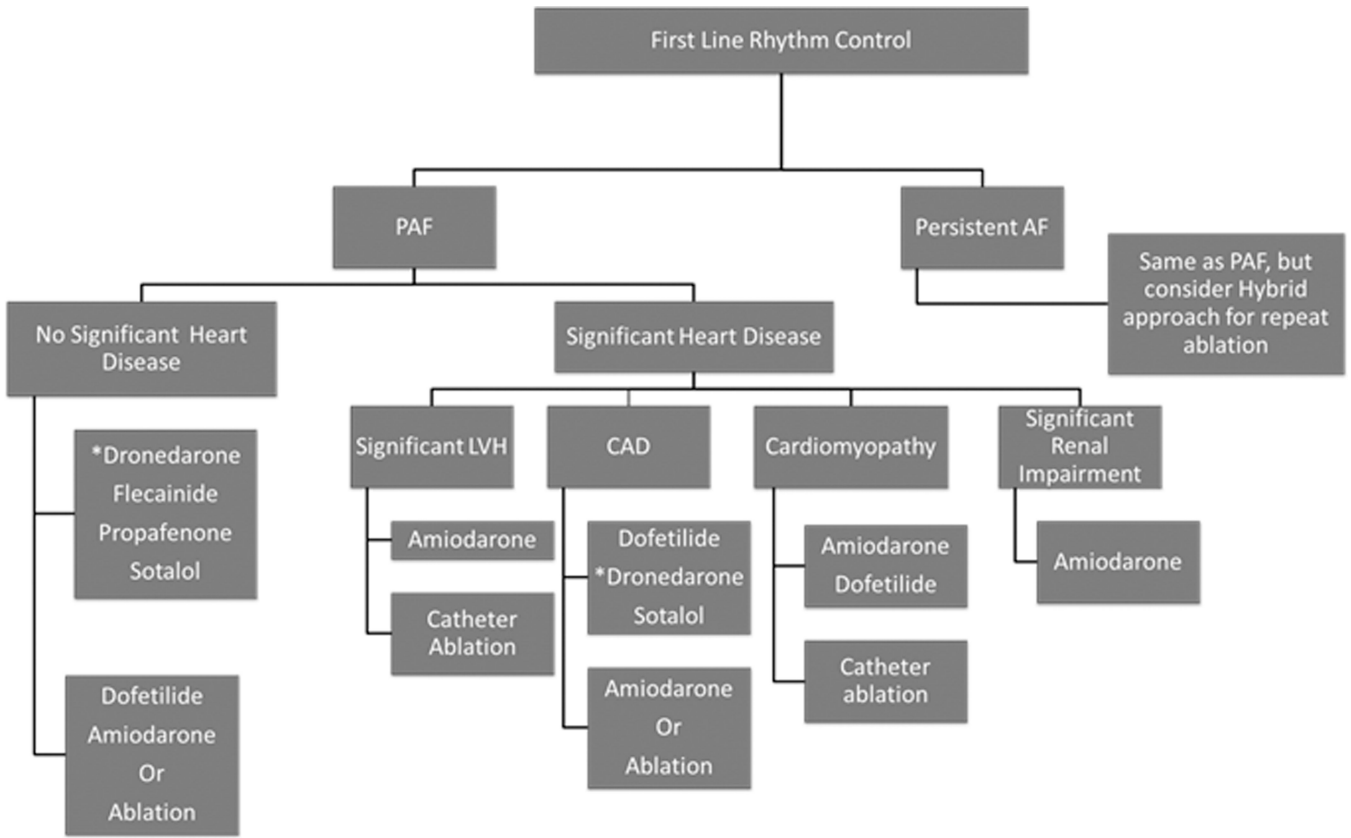 First Line Rhythm Control
PAF
Persistent AF
Same as PAF, but
consider Hybrid
approach for repeat
ablation
No Significant Heart
Disease
Significant Heart Disease
*Dronedarone
Flecainide
Propafenone
Sotalol
Dofetilide
Amiodarone
Or
Ablation
Significant LVH
Amiodarone
Catheter
Ablation
CAD
Dofetilide
*Dronedarone
Sotalol
Amiodarone
Or
Ablation
Cardiomyopathy
Amiodarone
Dofetilide
Catheter
ablation
Significant
Renal
Impairment
Amiodarone